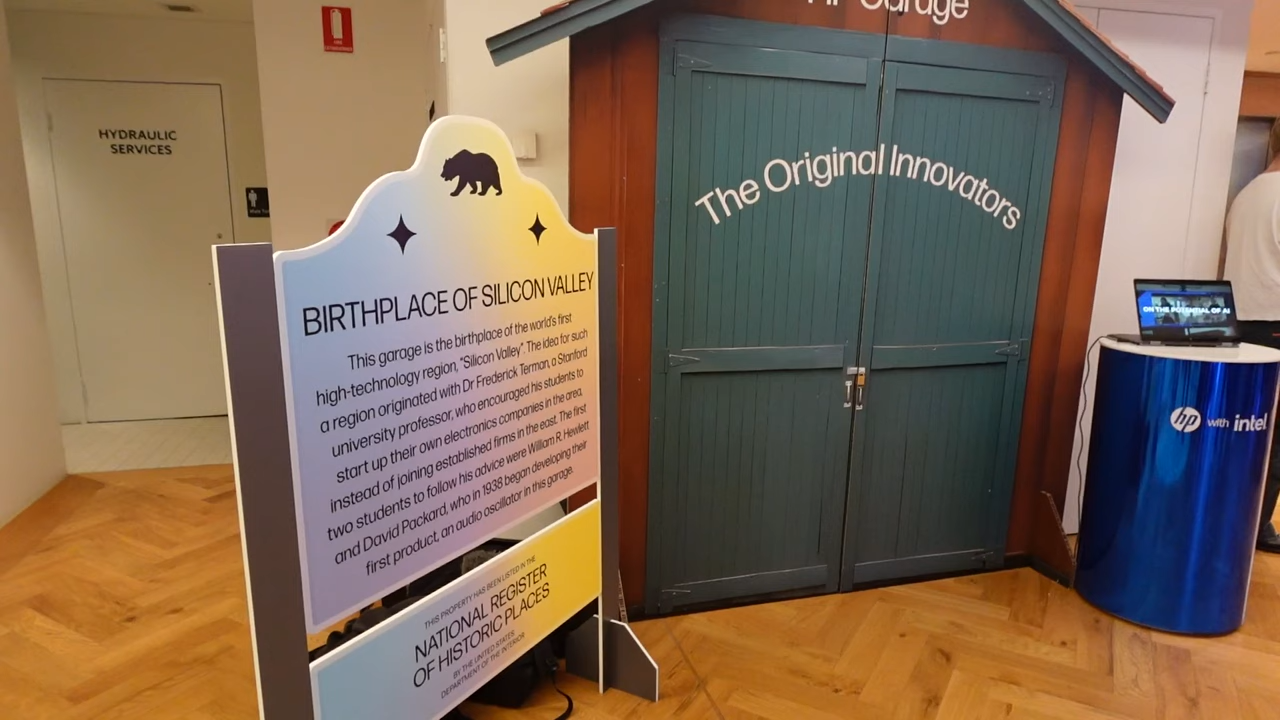 HYDRAULIC
SERVICES
Garage
The Original Innovators
BIRTHPLACE OF SILICON VALLEY
This garage is the birthplace of the world's first
high-technology region, "Silicon Valley". The idea for such
a region originated with Dr Frederick Terman, a Stanford
university professor, who encouraged his students to
start up their own electronics companies in the area,
instead of joining established firms in the east. The first
two students to follow his advice were William R. Hewlett
and David Packard, who in 1938 began developing their
first product, an audio oscillator in this garage.
THIS PROPERTY HAS BEEN LISTED IN THE
NATIONAL REGISTER
OF HISTORIC PLACES
BY THE UNITED STATES
DEPARTMENT OF THE INTERIOR
ON THE POTENTIAL OF AI
hp with intel